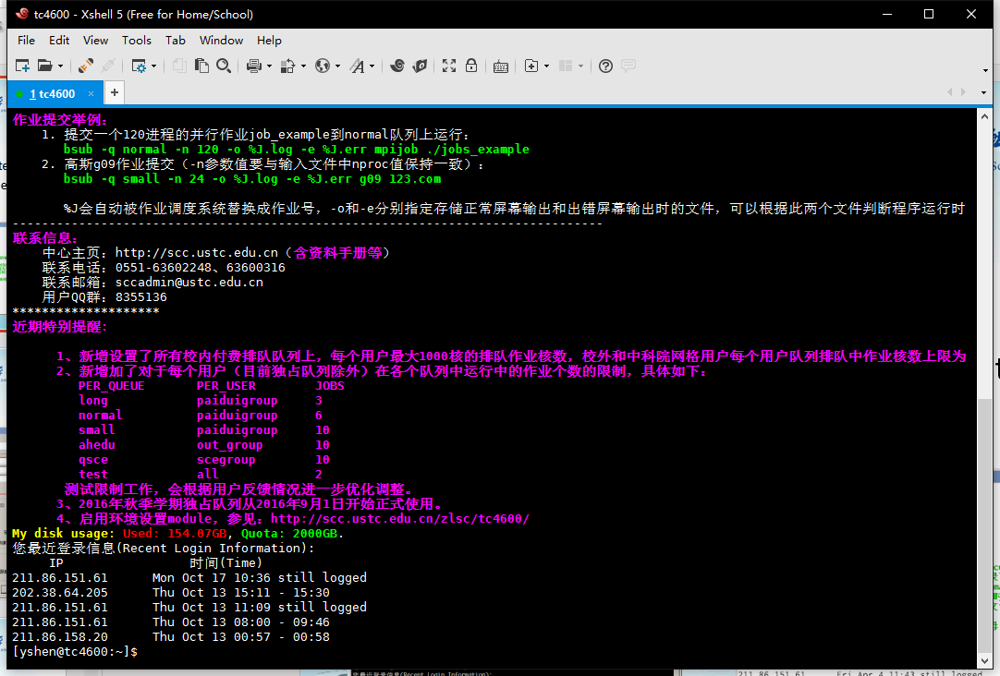 tc4600 - Xshell 5 (Free for Home/School)
File Edit View Tools Tab Window Help
1 tc4600 × +
作业提交举例:
1. 提交一个120进程的并行作业job_example到normal队列上运行:
bsub -q normal -n 120 -o %J.log -e %J.err mpijob ./jobs_example
2. 高斯g09作业提交（-n参数值要与输入文件中nproc值保持一致）:
bsub -q small -n 24 -o %J.log -e %J.err g09 123.com
%J会自动被作业调度系统替换成作业号，-o和-e分别指定存储正常屏幕输出和出错屏幕输出时的文件，可以根据此两个文件判断程序运行时
--------------------------------------------------------------------------------
联系信息:
中心主页: http://scc.ustc.edu.cn（含资料手册等）
联系电话: 0551-63602248、63600316
联系邮箱: sccadmin@ustc.edu.cn
用户QQ群: 8355136
********************
近期特别提醒:
1、新增设置了所有校内付费排队队列上，每个用户最大1000核的排队作业核数，校外和中科院网格用户每个用户队列排队中作业核数上限为
2、新增加了对于每个用户（目前独占队列除外）在各个队列中运行中的作业个数的限制，具体如下:
PER_QUEUE PER_USER JOBS
long paiduigroup 3
normal paiduigroup 6
small paiduigroup 10
ahedu out_group 10
qsce scegroup 10
test all 2
测试限制工作，会根据用户反馈情况进一步优化调整。
3、2016年秋季学期独占队列从2016年9月1日开始正式使用。
4、启用环境设置module，参见: http://scc.ustc.edu.cn/zlsc/tc4600/
My disk usage: Used: 154.07GB, Quota: 2000GB.
您最近登录信息(Recent Login Information):
IP 时间(Time)
211.86.151.61 Mon Oct 17 10:36 still logged
202.38.64.205 Thu Oct 13 15:11 - 15:30
211.86.151.61 Thu Oct 13 11:09 still logged
211.86.151.61 Thu Oct 13 08:00 - 09:46
211.86.158.20 Thu Oct 13 00:57 - 00:58
[yshen@tc4600:~]$